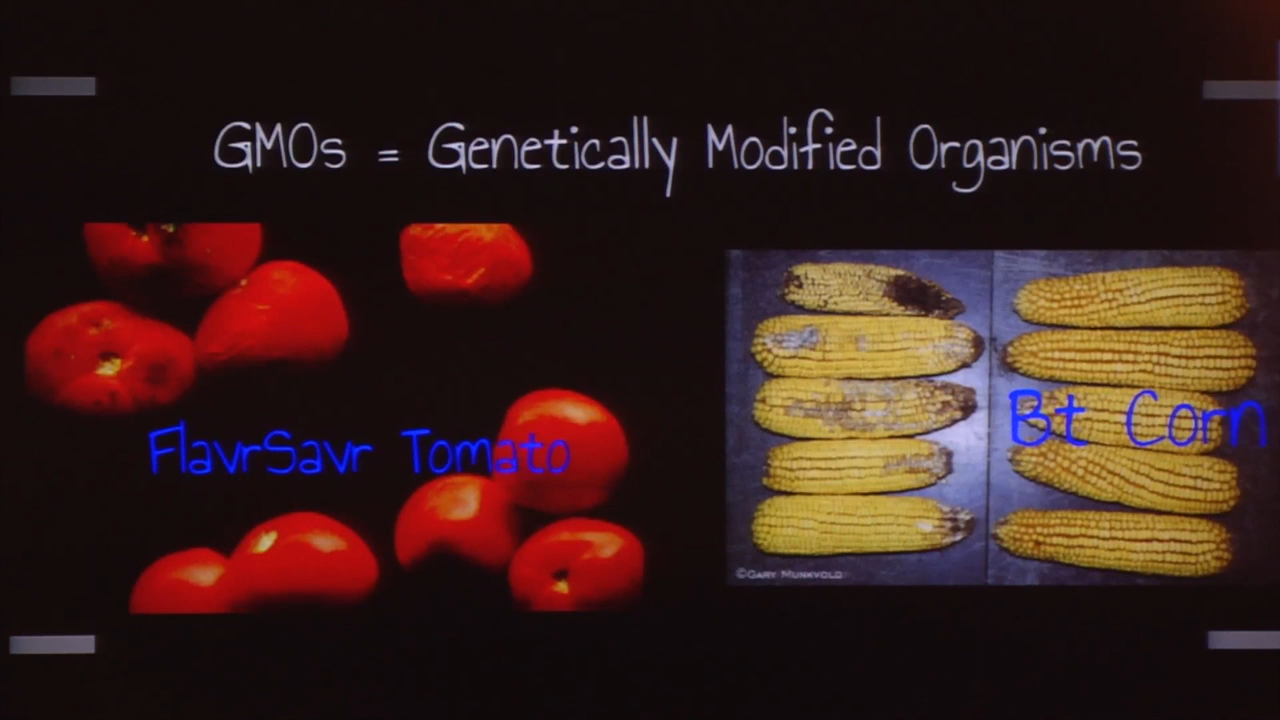 GMOs = Genetically Modified Organisms
FlavrSavr Tomato
Bt Corn
©Gary Munkvold